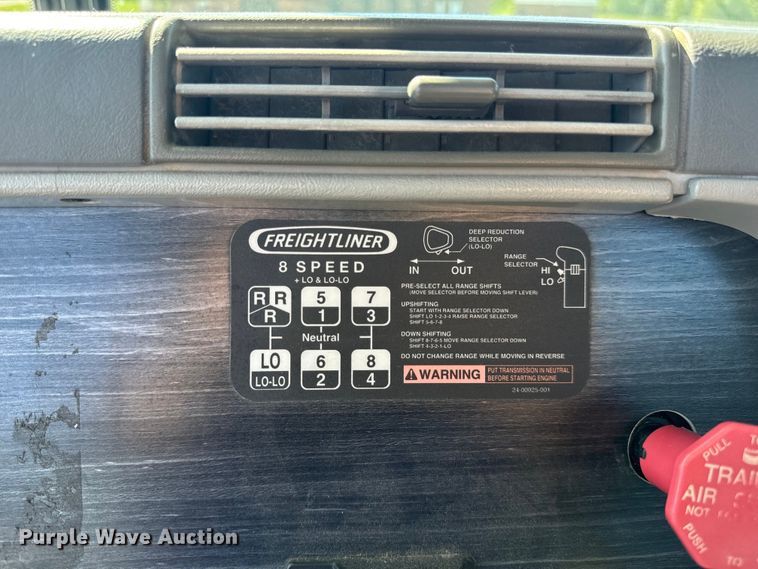 FREIGHTLINER
8 SPEED
+ LO & LO-LO
R R
R
5
1
7
3
Neutral
LO
LO-LO
6
2
8
4
DEEP REDUCTION
SELECTOR
(LO-LO)
IN OUT
RANGE
SELECTOR
HI
LO
PRE-SELECT ALL RANGE SHIFTS
(MOVE SELECTOR BEFORE MOVING SHIFT LEVER)
UPSHIFTING
START WITH RANGE SELECTOR DOWN
SHIFT LO 1-2-3-4 RAISE RANGE SELECTOR
SHIFT 5-6-7-8
DOWN SHIFTING
SHIFT 8-7-6-5 MOVE RANGE SELECTOR DOWN
SHIFT 4-3-2-1-LO
DO NOT CHANGE RANGE WHILE MOVING IN REVERSE
WARNING
PUT TRANSMISSION IN NEUTRAL
BEFORE STARTING ENGINE
24-00925-001
PULL TO
AIR
NOT
PUSH
TO
Purple Wave Auction